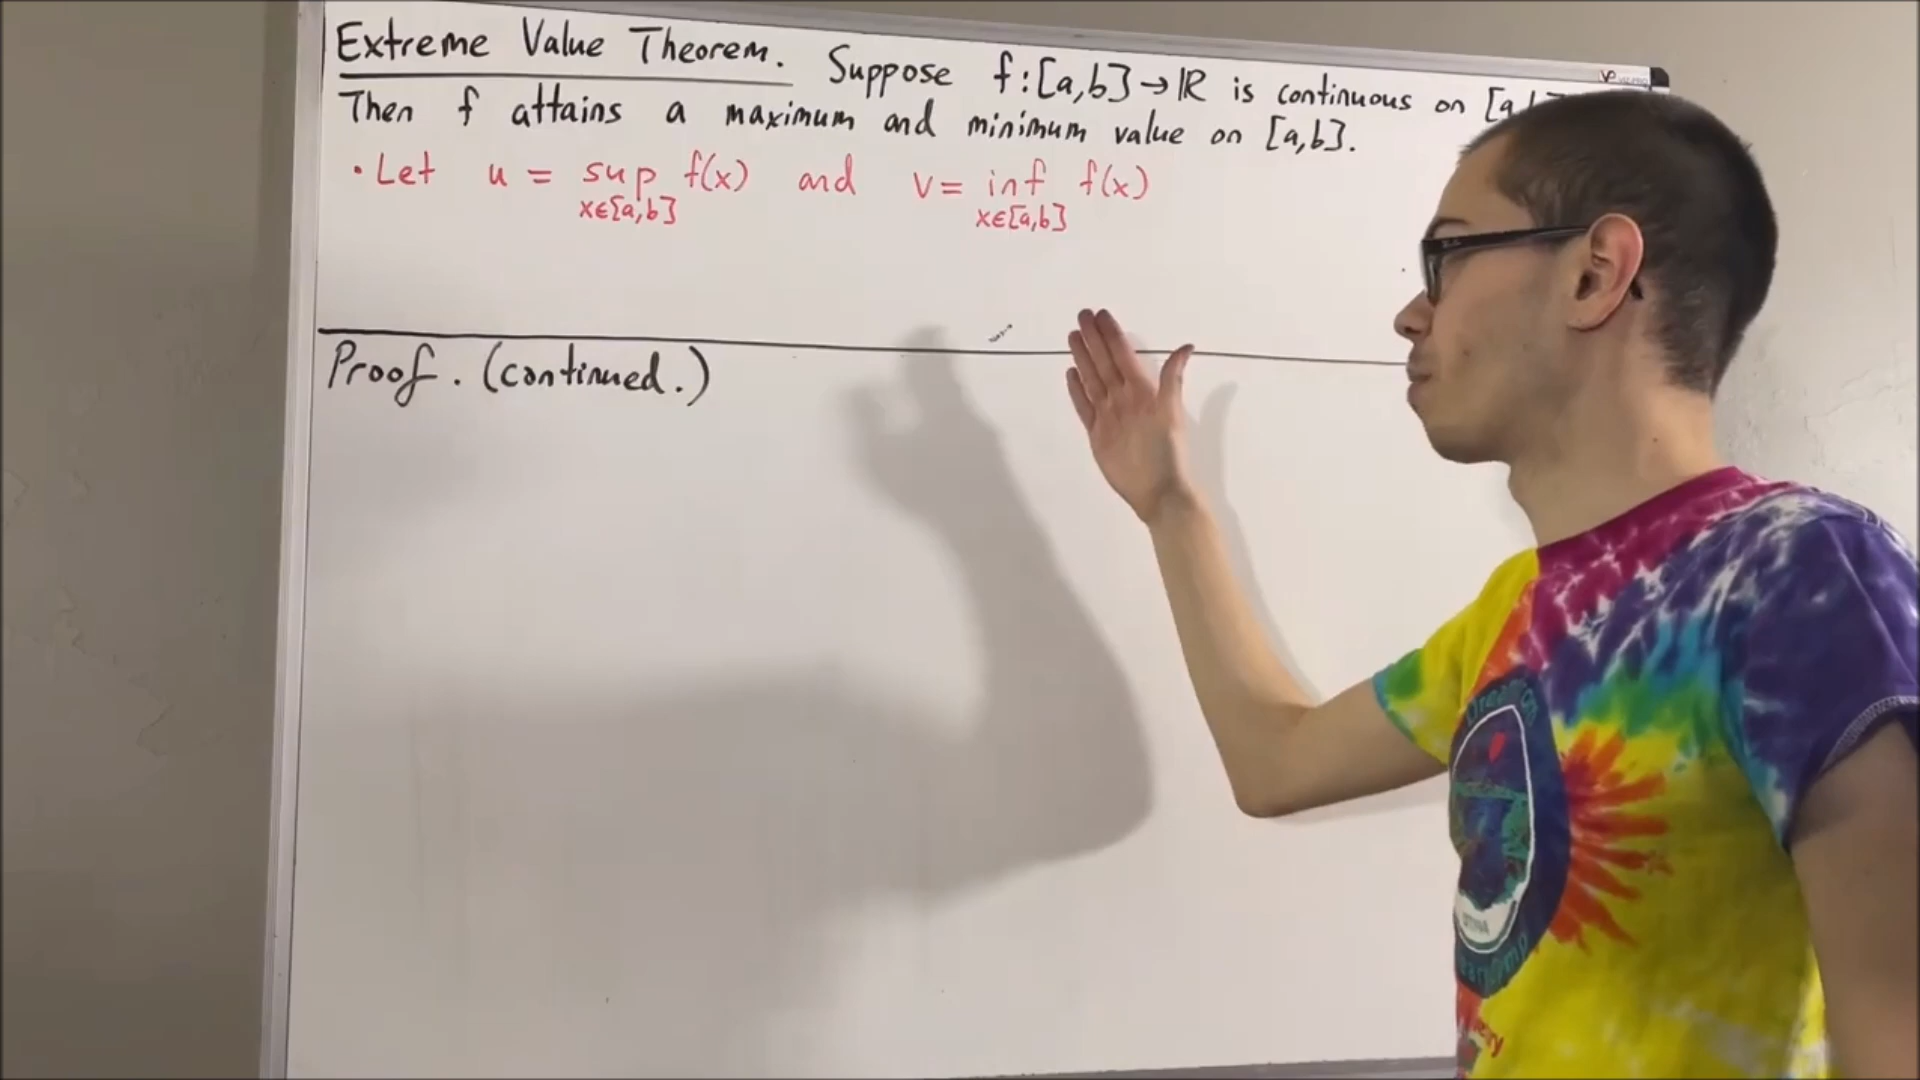 Extreme Value Theorem. Suppose f:[a,b]→ℝ is continuous on [a,b]
Then f attains a maximum and minimum value on [a,b].
• Let u = sup f(x) and v = inf f(x)
x∈[a,b] x∈[a,b]
Proof. (continued.)